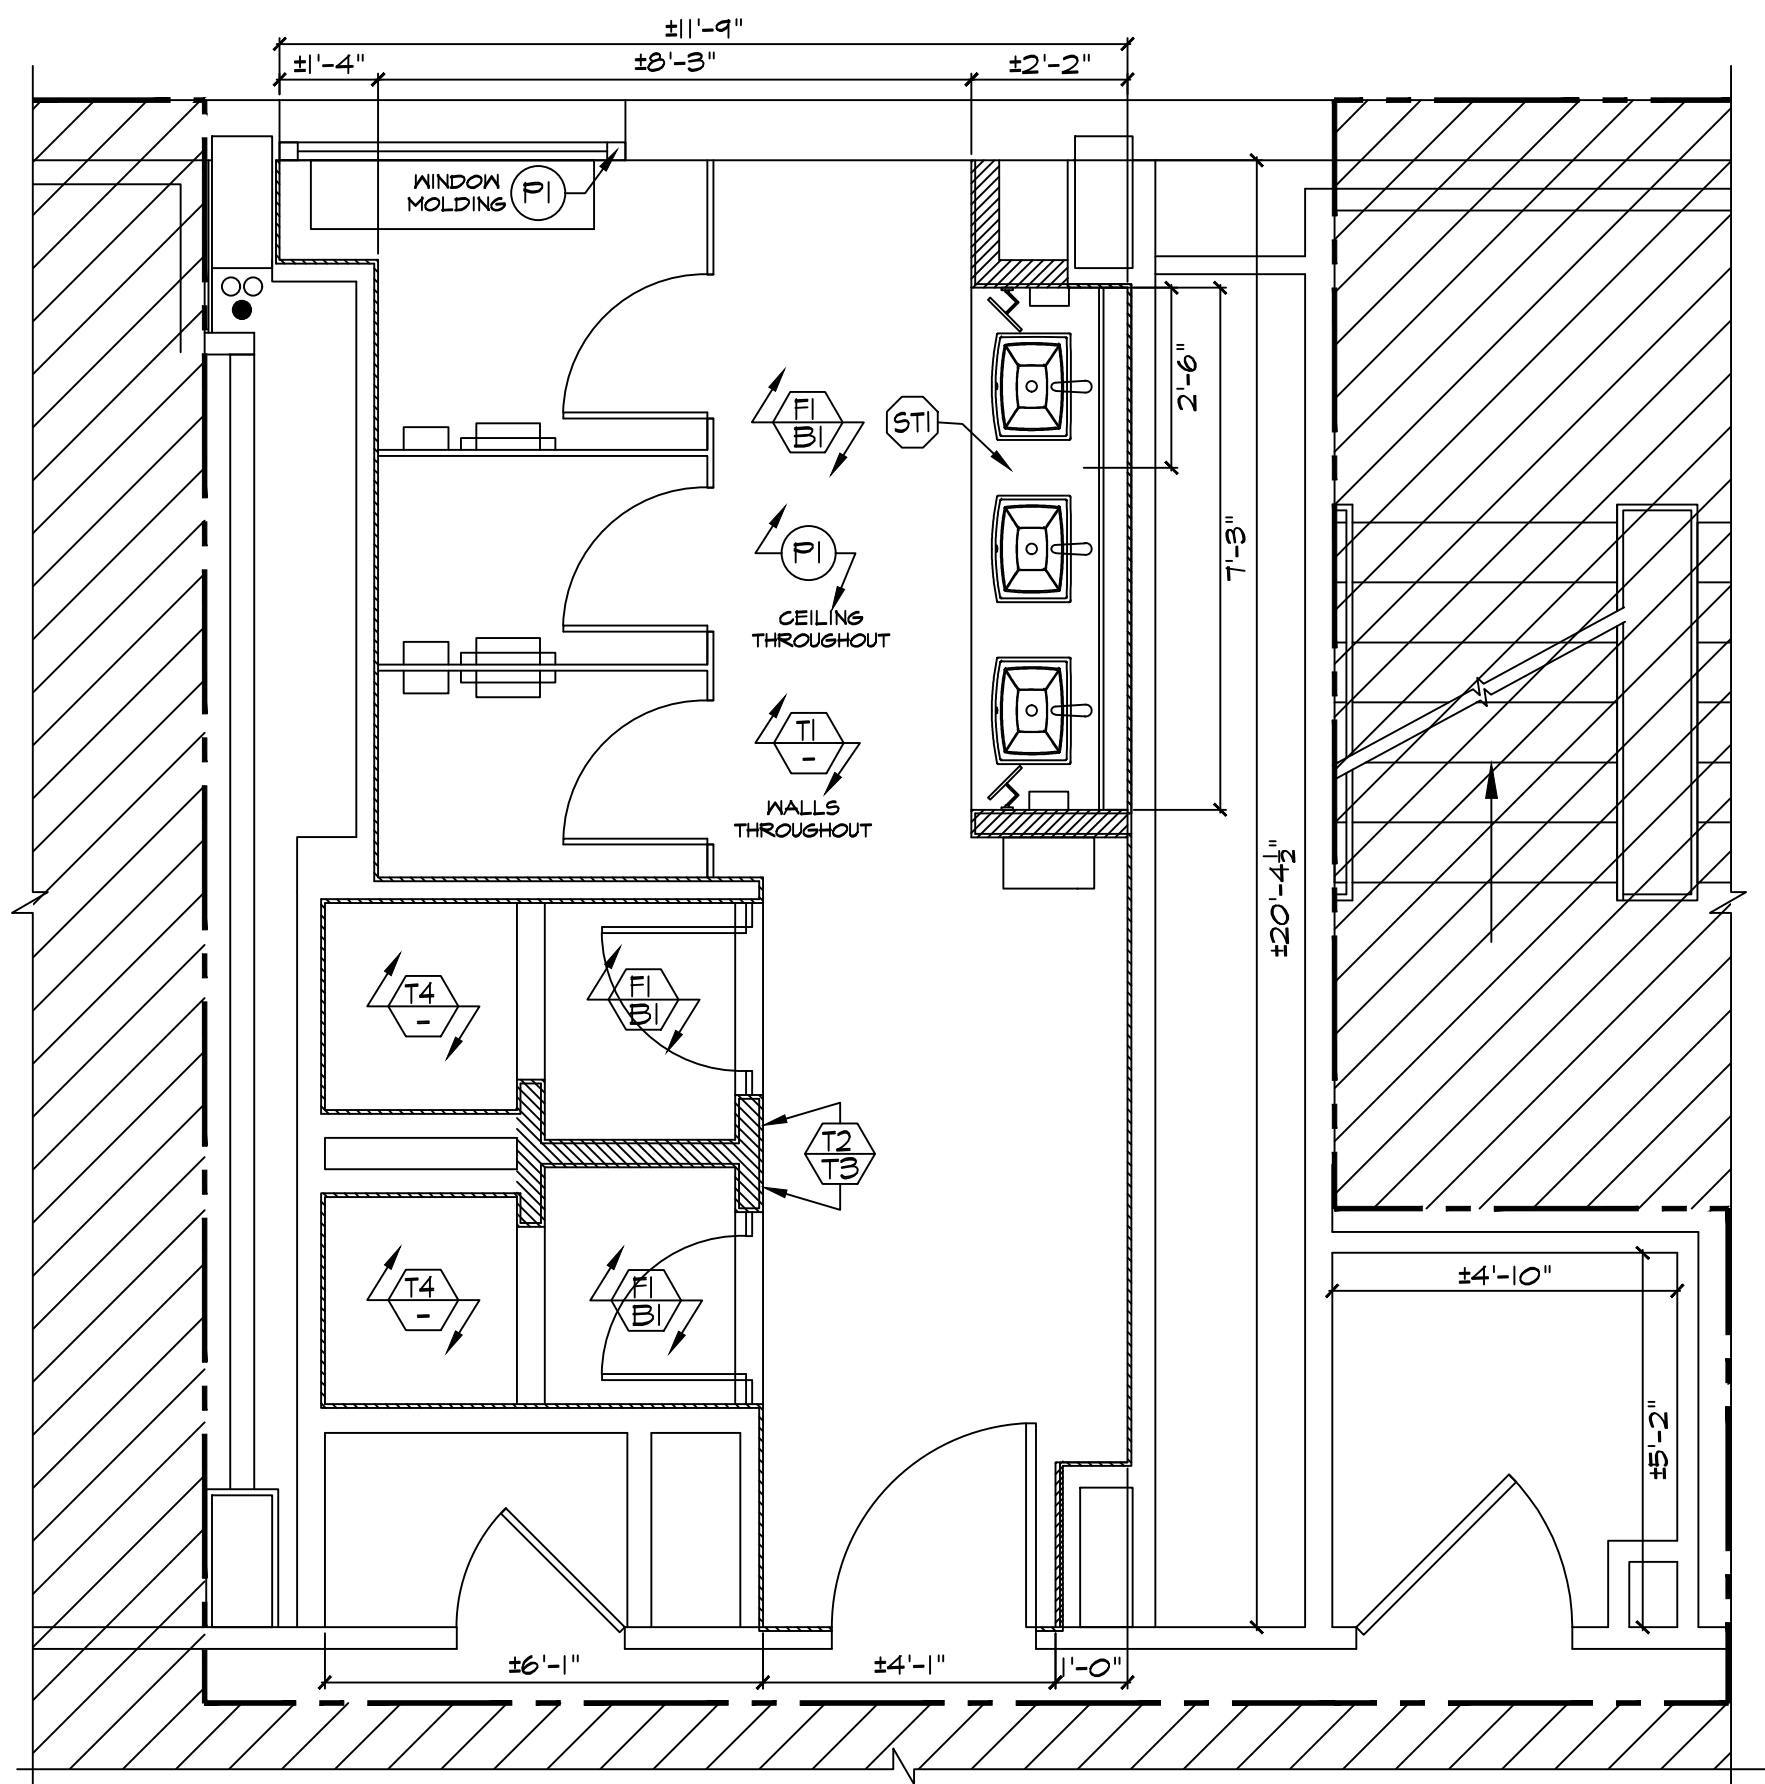 ±11'-9"
±1'-4"
±8'-3"
±2'-2"
WINDOW
MOLDING
P1
2'-6"
F1
B1
ST1
7'-3"
P1
CEILING
THROUGHOUT
T1
-
WALLS
THROUGHOUT
±20'-4½"
T4
-
F1
B1
T2
T3
T4
-
F1
B1
±4'-10"
±5'-2"
±6'-1"
±4'-1"
1'-0"